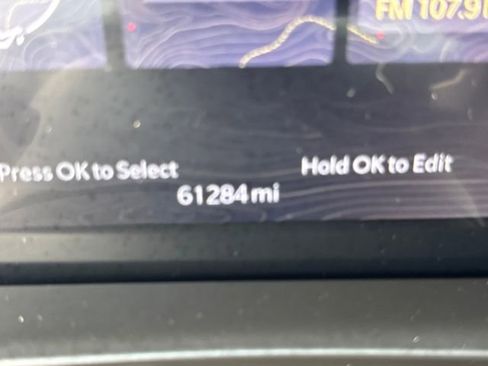 FM 107.9
Press OK to Select
Hold OK to Edit
61284 mi